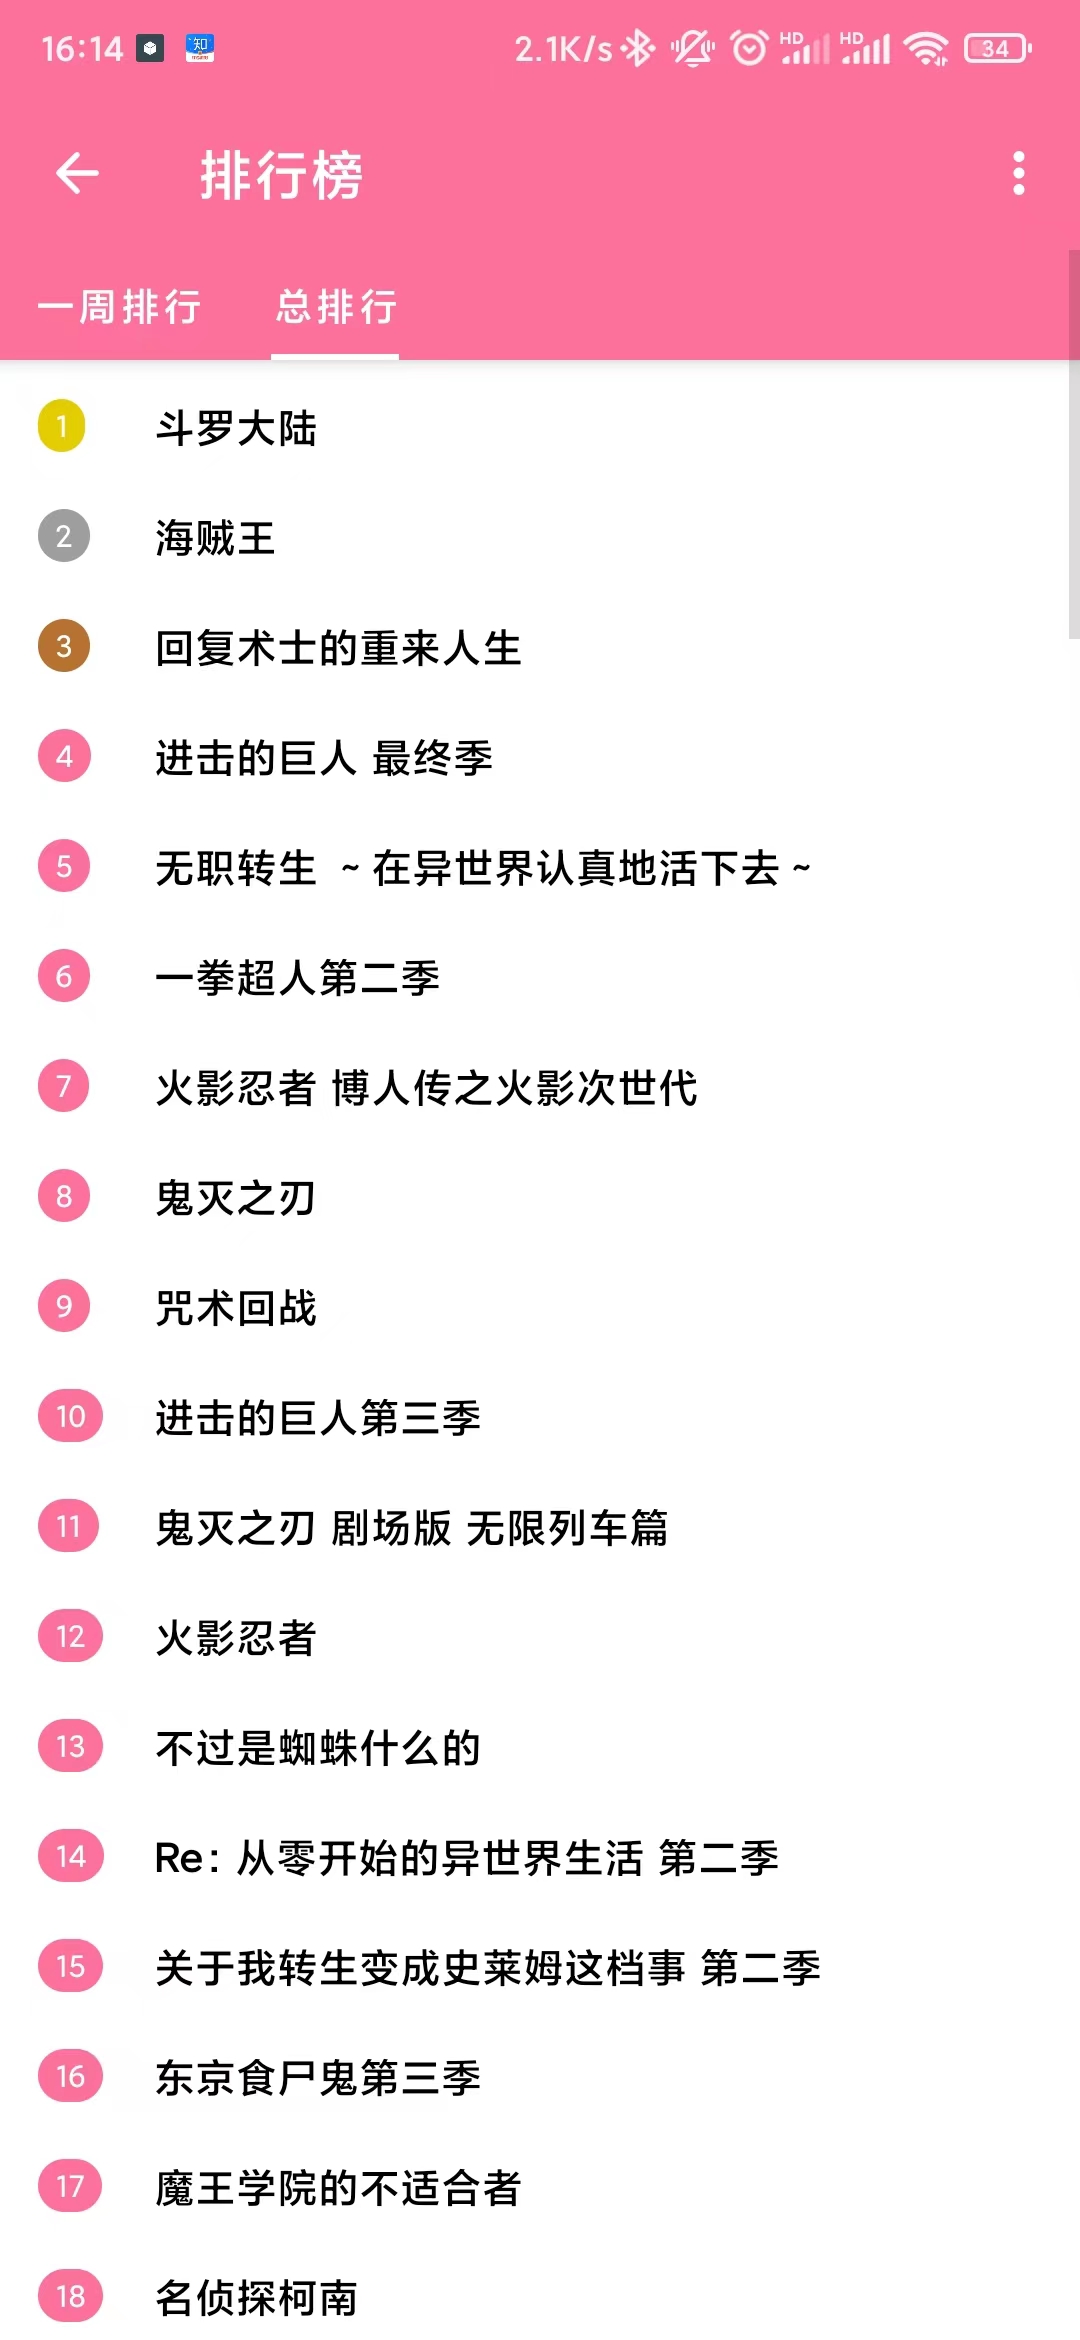 16:14 知 2.1K/s HD HD 34
排行榜
一周排行 总排行
1 斗罗大陆
2 海贼王
3 回复术士的重来人生
4 进击的巨人 最终季
5 无职转生 ~在异世界认真地活下去~
6 一拳超人第二季
7 火影忍者 博人传之火影次世代
8 鬼灭之刃
9 咒术回战
10 进击的巨人第三季
11 鬼灭之刃 剧场版 无限列车篇
12 火影忍者
13 不过是蜘蛛什么的
14 Re: 从零开始的异世界生活 第二季
15 关于我转生变成史莱姆这档事 第二季
16 东京食尸鬼第三季
17 魔王学院的不适合者
18 名侦探柯南